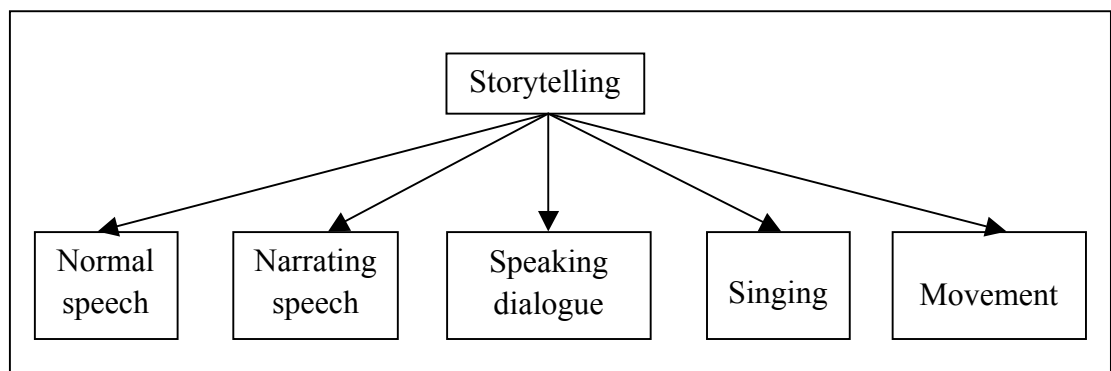 Storytelling
Normal
speech
Narrating
speech
Speaking
dialogue
Singing
Movement